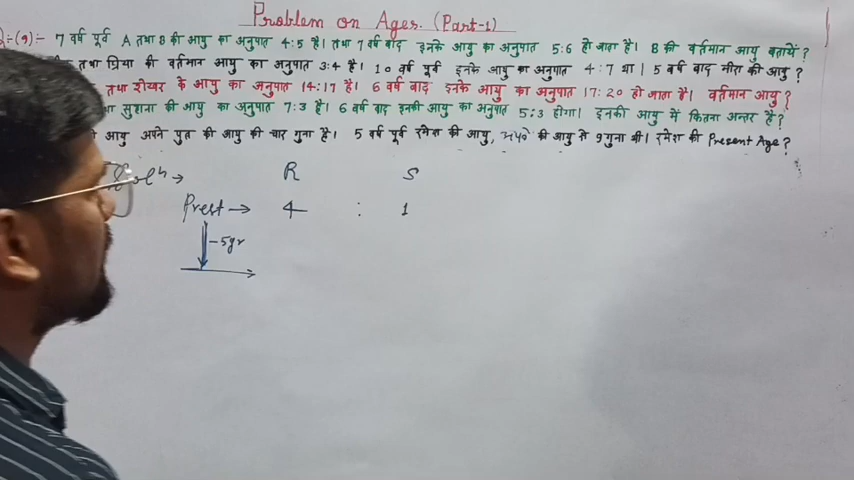 Problem on Ages. (Part-1)
÷(9):- 7 वर्ष पूर्व A तथा B की आयु का अनुपात 4:5 है। तथा 7 वर्ष बाद इनके आयु का अनुपात 5:6 हो जाता है। B की वर्तमान आयु बतायें?
तथा प्रिया की वर्तमान आयु का अनुपात 3:4 है। 10 वर्ष पूर्व इनके आयु का अनुपात 4:7 था। 5 वर्ष बाद मीरा की आयु?
तथा शेखर के आयु का अनुपात 14:17 है। 6 वर्ष बाद इनके आयु का अनुपात 17:20 हो जाता है। वर्तमान आयु?
सुशना की आयु का अनुपात 7:3 है। 6 वर्ष बाद इनकी आयु का अनुपात 5:3 होगा। इनकी आयु में कितना अन्तर है?
आयु अपने पुत्र की आयु की चार गुना है। 5 वर्ष पूर्व रमेश की आयु, की आयु से 9 गुना थी। रमेश की Present Age?
Solⁿ→ R S
Prest → 4 : 1
-5yr